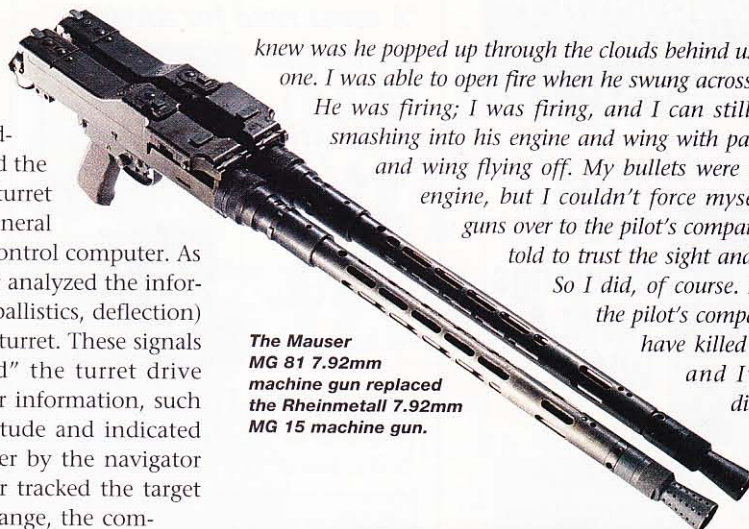 d-
d the
turret
neral
ontrol computer. As
analyzed the infor-
ballistics, deflection)
turret. These signals
d” the turret drive
r information, such
tude and indicated
er by the navigator
r tracked the target
ange, the com-
The Mauser
MG 81 7.92mm
machine gun replaced
the Rheinmetall 7.92mm
MG 15 machine gun.
knew was he popped up through the clouds behind us
one. I was able to open fire when he swung across
He was firing; I was firing, and I can still
smashing into his engine and wing with pa
and wing flying off. My bullets were
engine, but I couldn't force myse
guns over to the pilot's compa
told to trust the sight and
So I did, of course.
the pilot's compa
have killed
and I
di